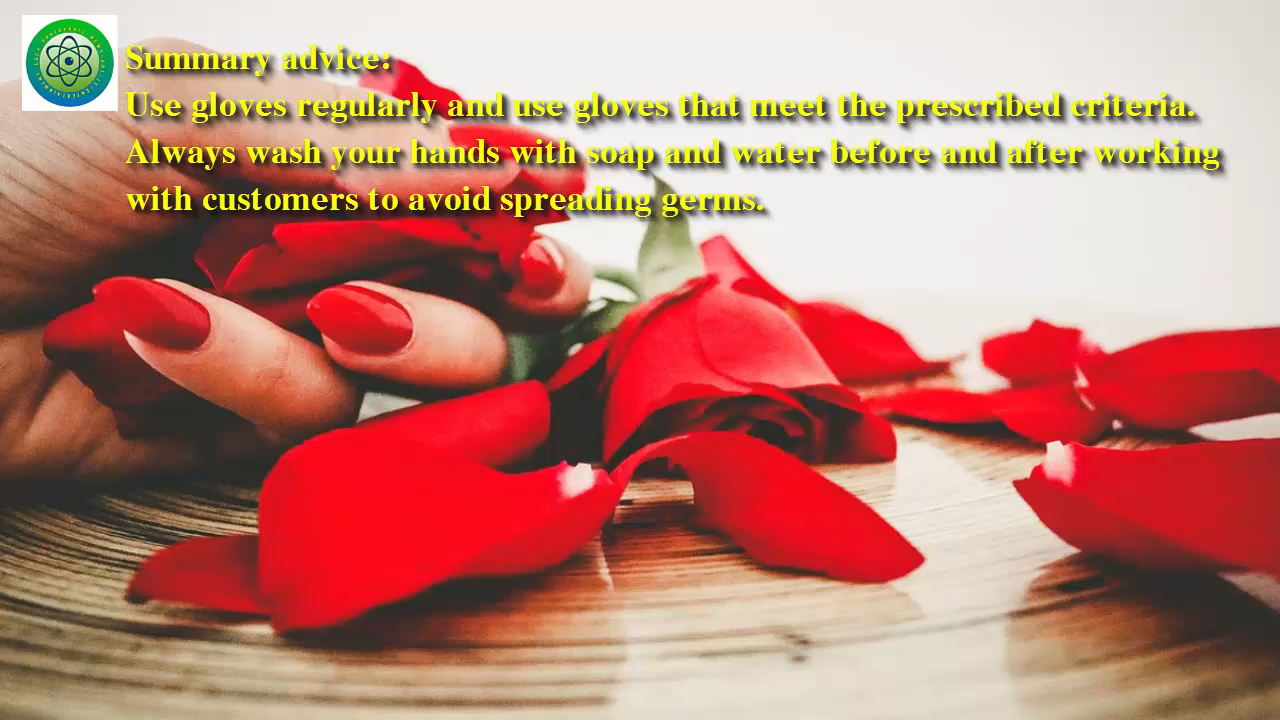 Summary advice:
Use gloves regularly and use gloves that meet the prescribed criteria.
Always wash your hands with soap and water before and after working
with customers to avoid spreading germs.